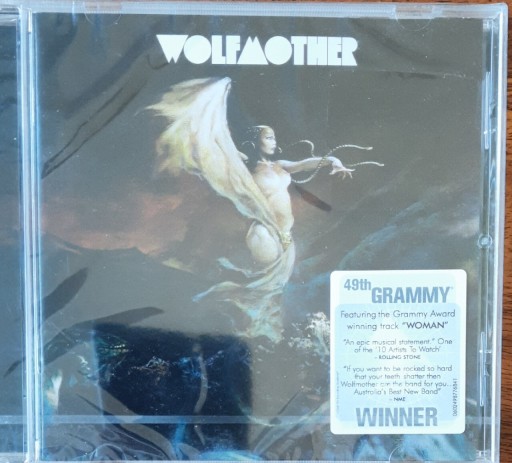 WOLFMOTHER
49th GRAMMY
Featuring the Grammy Award
winning track "WOMAN"
"An epic musical statement." One
of the "10 Artists To Watch"
- ROLLING STONE
"If you want to be rocked so hard
that your teeth shatter then
Wolfmother are the band for you.
Australia's Best New Band"
- NME
WINNER